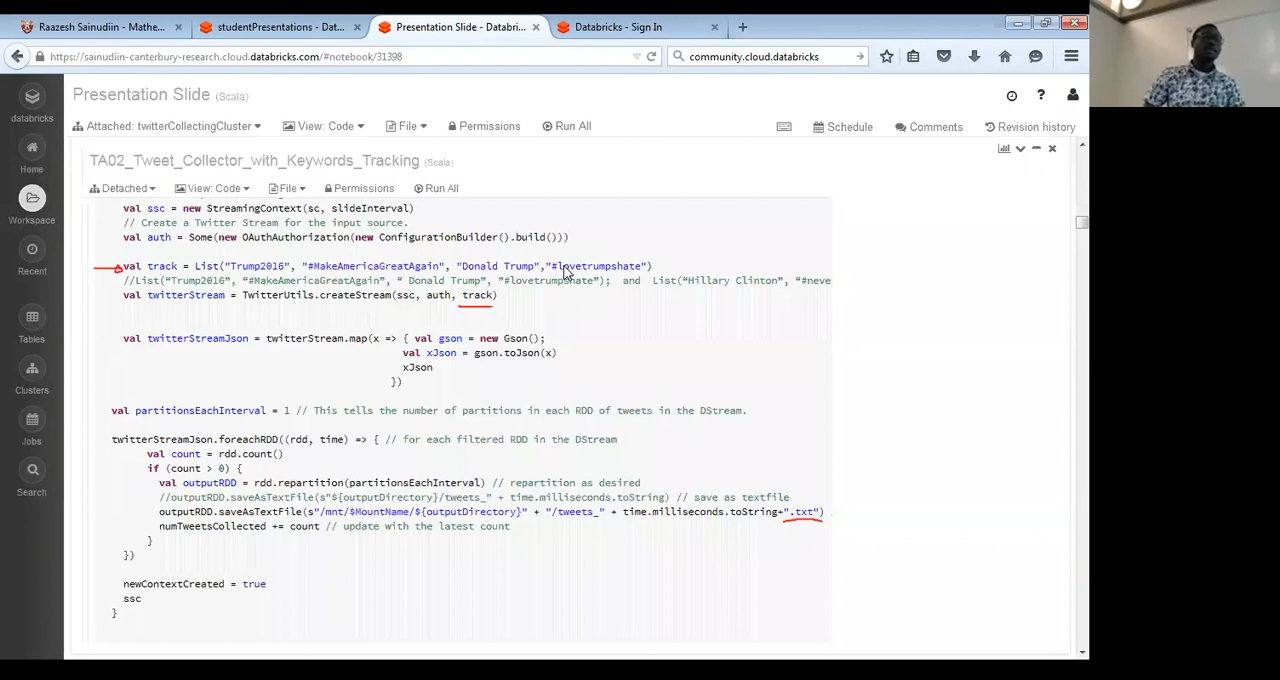 Raazesh Sainudiin - Mathe...
studentPresentations - Dat...
Presentation Slide - Databri...
Databricks - Sign In
https://sainudiin-canterbury-research.cloud.databricks.com/#notebook/31398
community.cloud.databricks
Presentation Slide (Scala)
databricks
Home
Workspace
Recent
Tables
Clusters
Jobs
Search
Attached: twitterCollectingCluster
View: Code
File
Permissions
Run All
Schedule
Comments
Revision history
TA02_Tweet_Collector_with_Keywords_Tracking (Scala)
Detached
View: Code
File
Permissions
Run All
val ssc = new StreamingContext(sc, slideInterval)
// Create a Twitter Stream for the input source.
val auth = Some(new OAuthAuthorization(new ConfigurationBuilder().build()))
val track = List("Trump2016", "#MakeAmericaGreatAgain", "Donald Trump","#lovetrumpshate")
//List("Trump2016", "#MakeAmericaGreatAgain", " Donald Trump", "#lovetrumpshate"); and List("Hillary Clinton", "#neve
val twitterStream = TwitterUtils.createStream(ssc, auth, track)
val twitterStreamJson = twitterStream.map(x => { val gson = new Gson();
val xJson = gson.toJson(x)
xJson
})
val partitionsEachInterval = 1 // This tells the number of partitions in each RDD of tweets in the DStream.
twitterStreamJson.foreachRDD((rdd, time) => { // for each filtered RDD in the DStream
val count = rdd.count()
if (count > 0) {
val outputRDD = rdd.repartition(partitionsEachInterval) // repartition as desired
//outputRDD.saveAsTextFile(s"${outputDirectory}/tweets_" + time.milliseconds.toString) // save as textfile
outputRDD.saveAsTextFile(s"/mnt/$MountName/${outputDirectory}" + "/tweets_" + time.milliseconds.toString+".txt")
numTweetsCollected += count // update with the latest count
}
})
newContextCreated = true
ssc
}